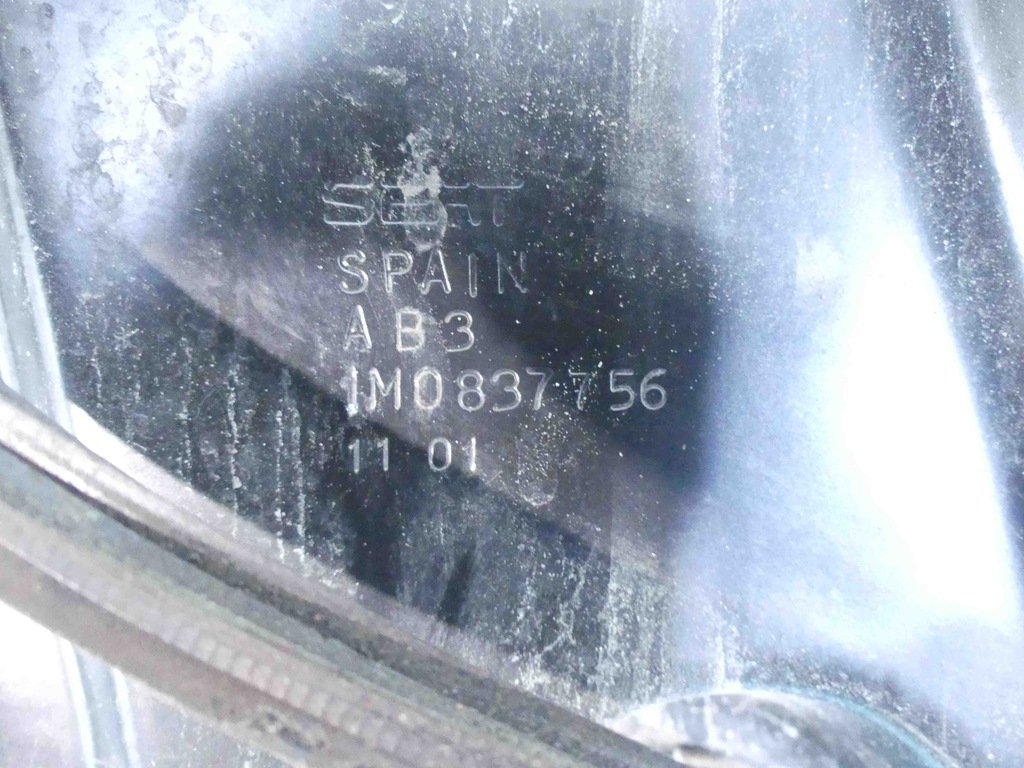 SEAT
SPAIN
AB3
1M0837756
11 01